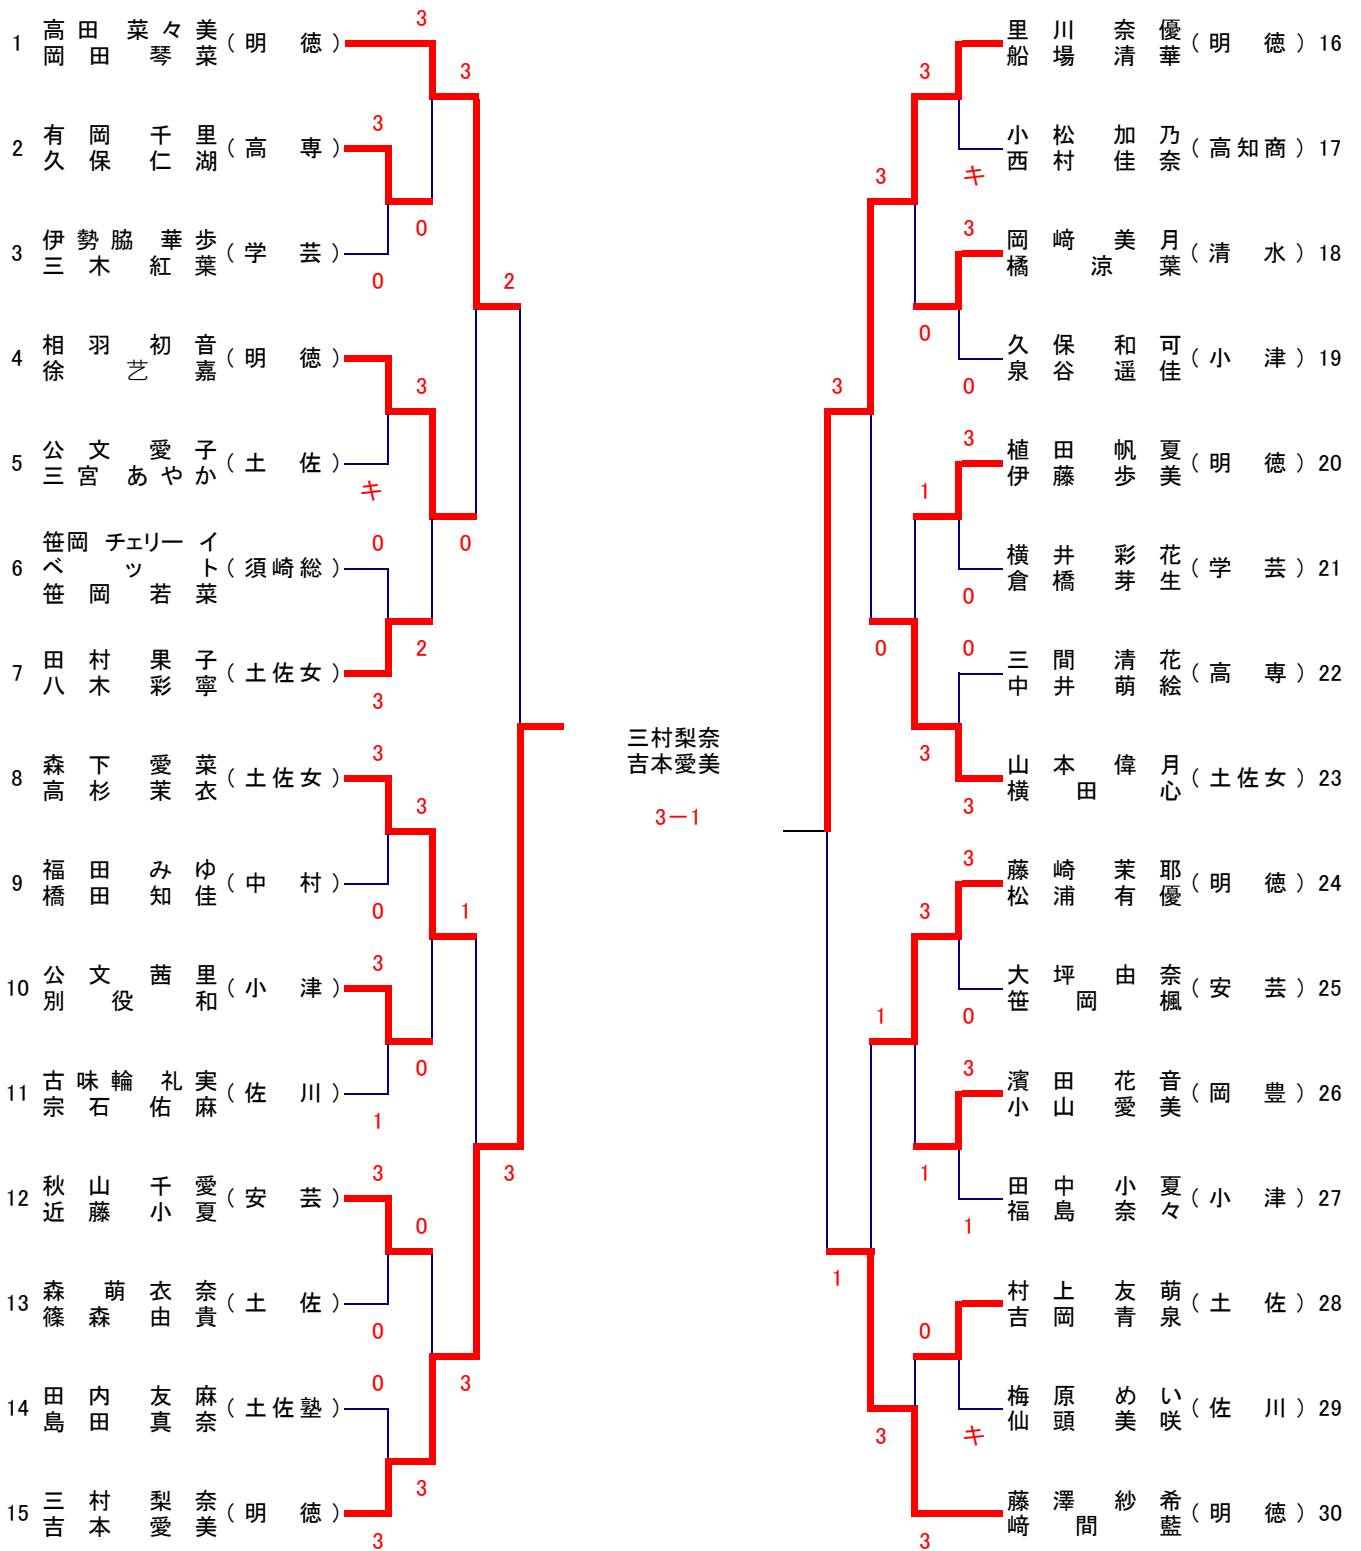 3
1 高田 菜々美 岡田 琴菜 (明 徳)
3
3
2 有岡 千里 久保 仁湖 (高 専)
0
3 伊勢脇 華歩 三木 紅葉 (学 芸)
0
2
4 相羽 初音 徐 艺嘉 (明 徳)
3
5 公文 愛子 三宮 あやか (土 佐)
キ
0
0
6 笹岡 チェリー イベット 笹岡 若菜 (須崎総)
2
7 田村 果子 八木 彩寧 (土佐女)
3
3
8 森下 愛菜 高杉 茉衣 (土佐女)
3
9 福田 みゆ 橋田 知佳 (中 村)
0
1
3
10 公文 茜里 別役 和 (小 津)
0
11 古味輪 礼実 宗石 佑麻 (佐 川)
1
3
3
12 秋山 千愛 近藤 小夏 (安 芸)
0
13 森 萌衣奈 篠森 由貴 (土 佐)
0
0
3
14 田内 友麻 島田 真奈 (土佐塾)
3
15 三村 梨奈 吉本 愛美 (明 徳)
3
三村梨奈
吉本愛美
3－1
里川 奈優 船場 清華 (明 徳) 16
3
小松 加乃 西村 佳奈 (高知商) 17
キ
3
3
岡﨑 美月 橘 涼葉 (清 水) 18
0
久保 和可 泉谷 遥佳 (小 津) 19
0
3
3
植田 帆夏 伊藤 歩美 (明 徳) 20
1
横井 彩花 倉橋 芽生 (学 芸) 21
0
0
0
三間 清花 中井 萌絵 (高 専) 22
3
山本 偉月 横田 心 (土佐女) 23
3
3
藤崎 茉耶 松浦 有優 (明 徳) 24
3
大坪 由奈 笹岡 楓 (安 芸) 25
0
1
3
濱田 花音 小山 愛美 (岡 豊) 26
1
田中 小夏 福島 奈々 (小 津) 27
1
1
村上 友萌 吉岡 青泉 (土 佐) 28
0
梅原 めい 仙頭 美咲 (佐 川) 29
キ
3
藤澤 紗希 﨑間 藍 (明 徳) 30
3